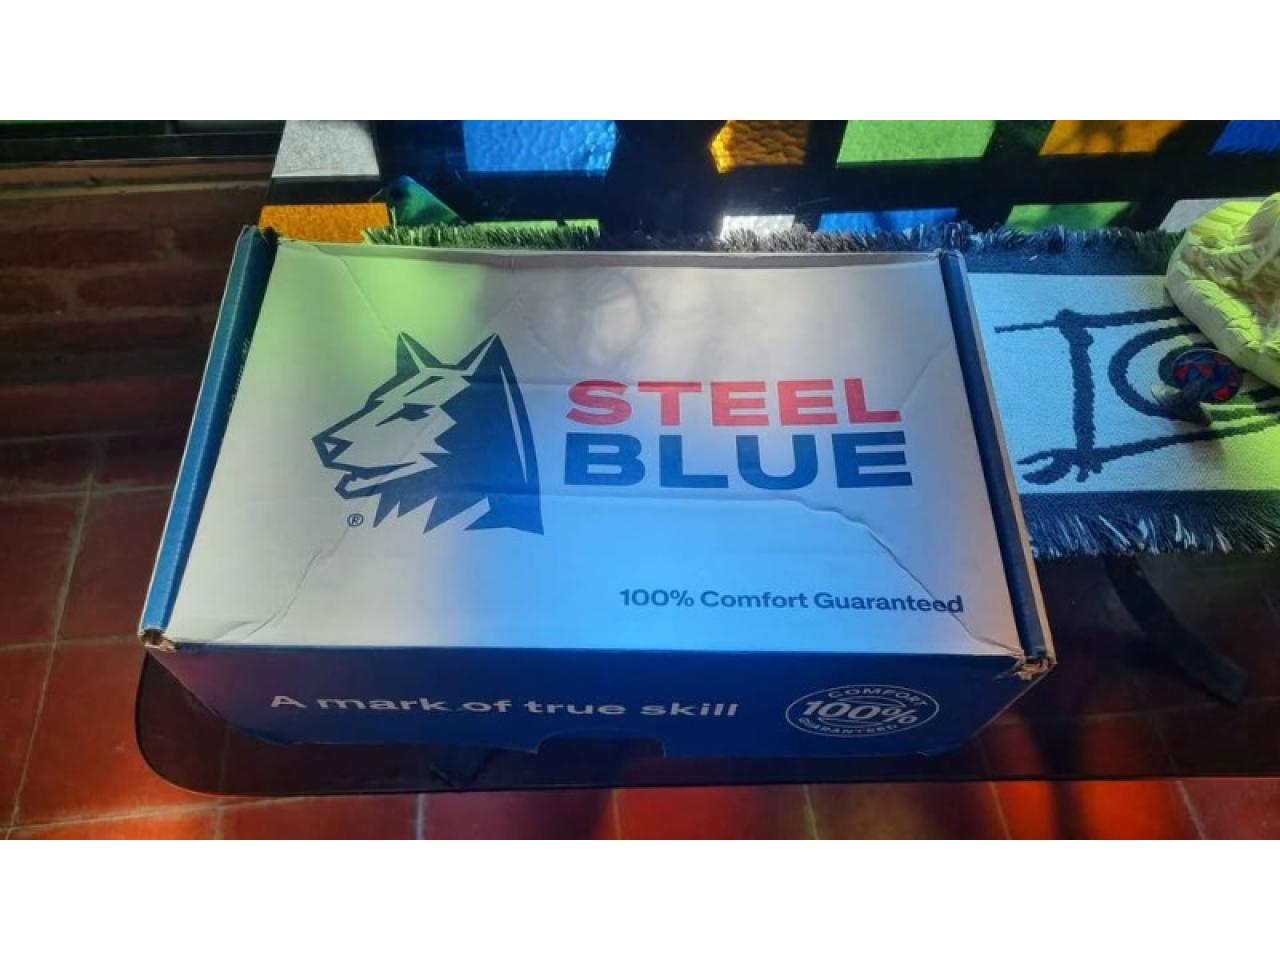 STEEL
BLUE
®
100% Comfort Guaranteed
A mark of true skill
COMFORT
100%
GUARANTEED